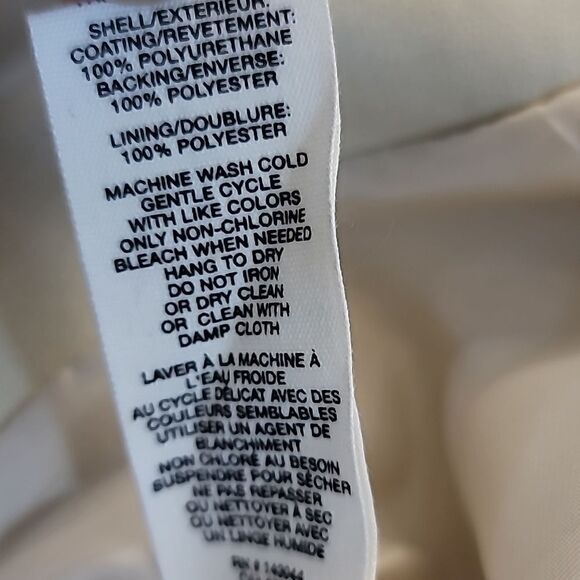 SHELL/EXTERIEUR:
COATING/REVETEMENT:
100% POLYURETHANE
BACKING/ENVERSE:
100% POLYESTER
LINING/DOUBLURE:
100% POLYESTER
MACHINE WASH COLD
GENTLE CYCLE
WITH LIKE COLORS
ONLY NON-CHLORINE
BLEACH WHEN NEEDED
HANG TO DRY
DO NOT IRON
OR DRY CLEAN
OR CLEAN WITH
DAMP CLOTH
LAVER À LA MACHINE À
L'EAU FROIDE
AU CYCLE DÉLICAT AVEC DES
COULEURS SEMBLABLES
UTILISER UN AGENT DE
BLANCHIMENT
NON CHLORÉ AU BESOIN
SUSPENDRE POUR SÉCHER
NE PAS REPASSER
OU NETTOYER À SEC
OU NETTOYER AVEC
UN LINGE HUMIDE
RN #